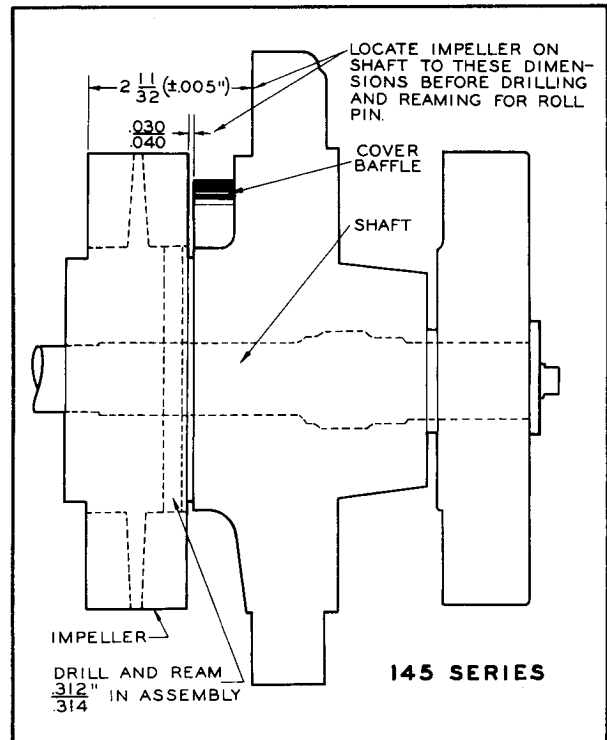 LOCATE IMPELLER ON
SHAFT TO THESE DIMEN-
SIONS BEFORE DRILLING
AND REAMING FOR ROLL
PIN.
2 11/32 (±.005")
.030
.040
COVER
BAFFLE
SHAFT
IMPELLER
DRILL AND REAM
.312"
.314 IN ASSEMBLY
145 SERIES